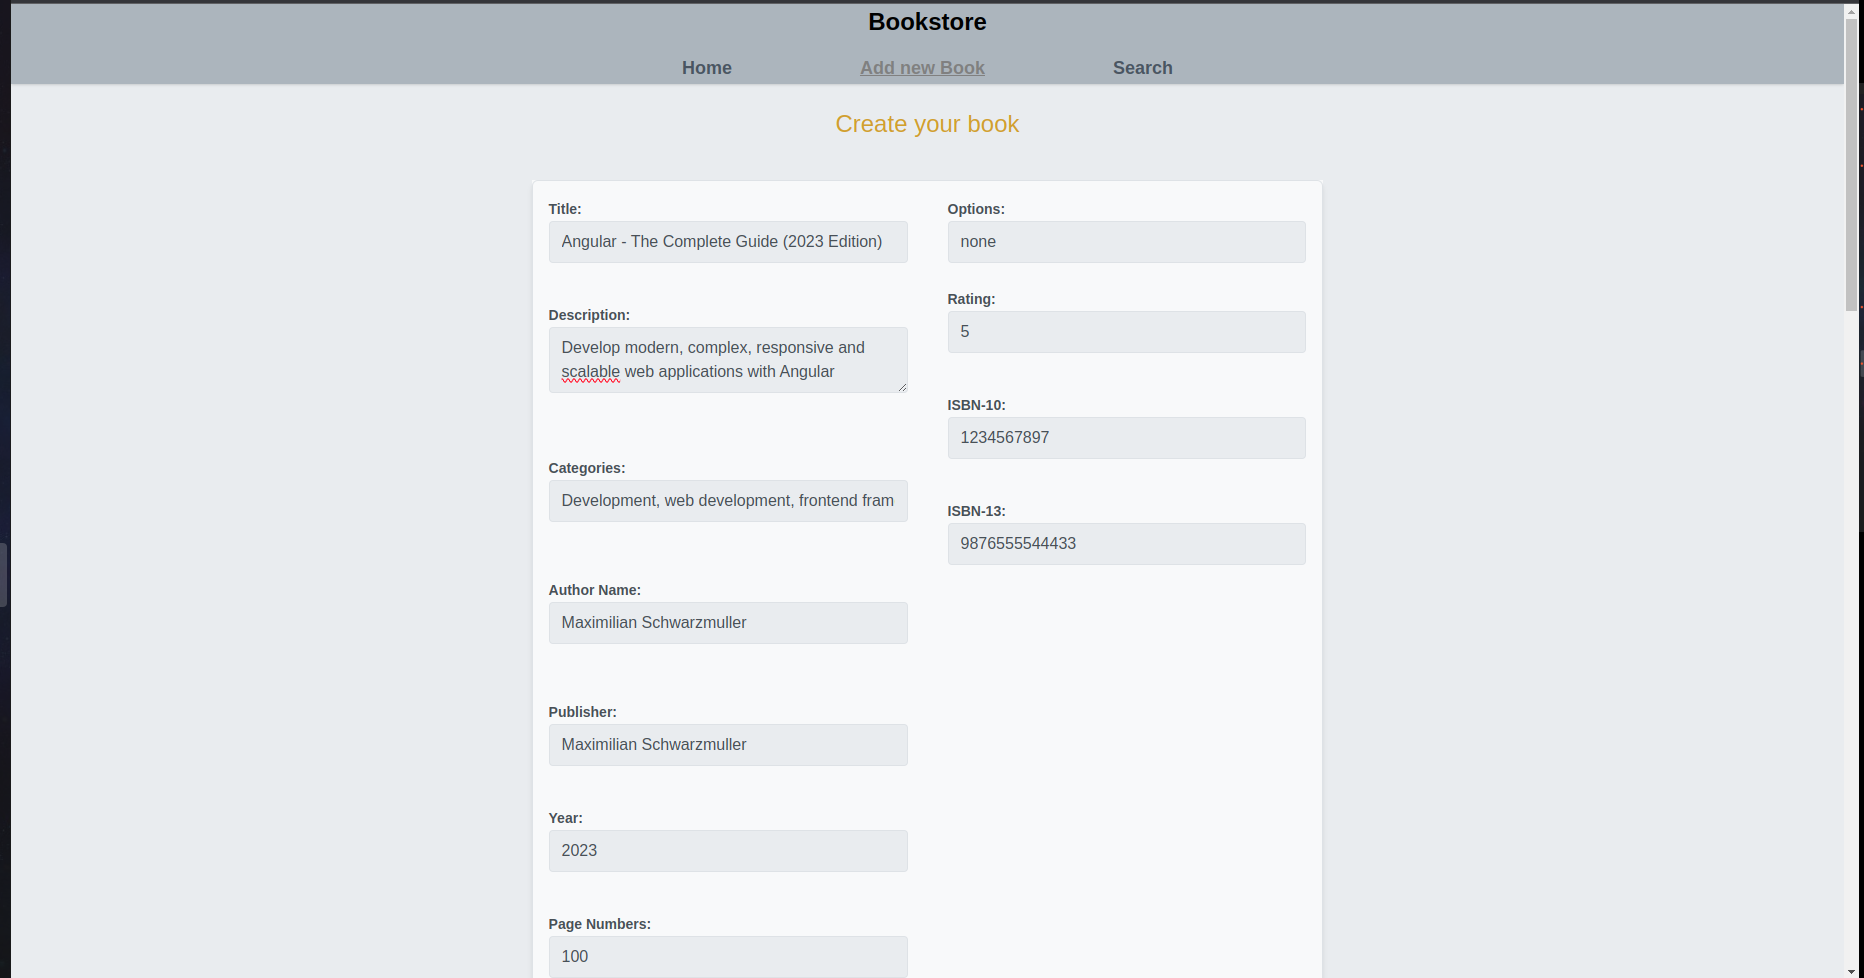 Bookstore
Home
Add new Book
Search
Create your book
Title:
Angular - The Complete Guide (2023 Edition)
Description:
Develop modern, complex, responsive and
scalable web applications with Angular
Categories:
Development, web development, frontend fram
Author Name:
Maximilian Schwarzmuller
Publisher:
Maximilian Schwarzmuller
Year:
2023
Page Numbers:
100
Options:
none
Rating:
5
ISBN-10:
1234567897
ISBN-13:
9876555544433